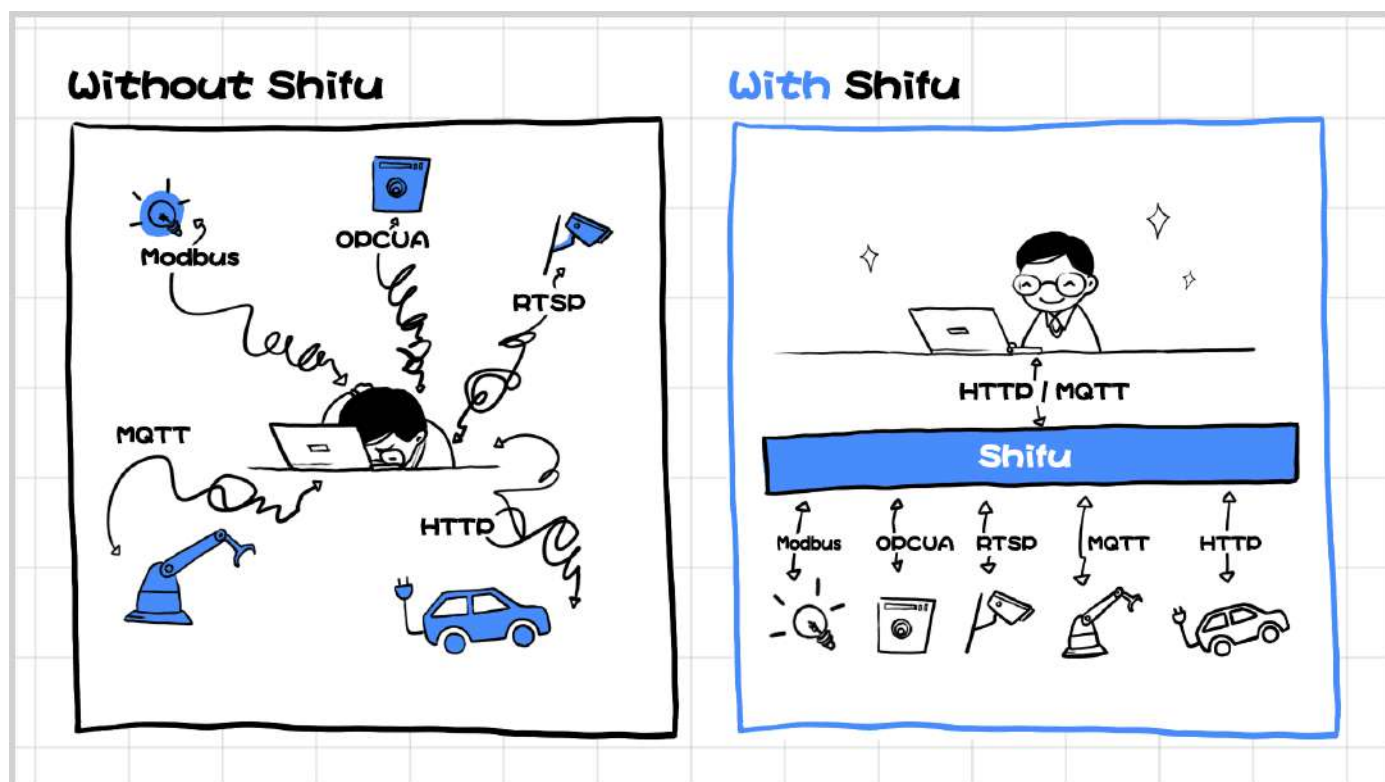 Without Shifu
With Shifu
Modbus
OPCUA
RTSP
MQTT
HTTP
HTTP / MQTT
Shifu
Modbus
OPCUA
RTSP
MQTT
HTTP